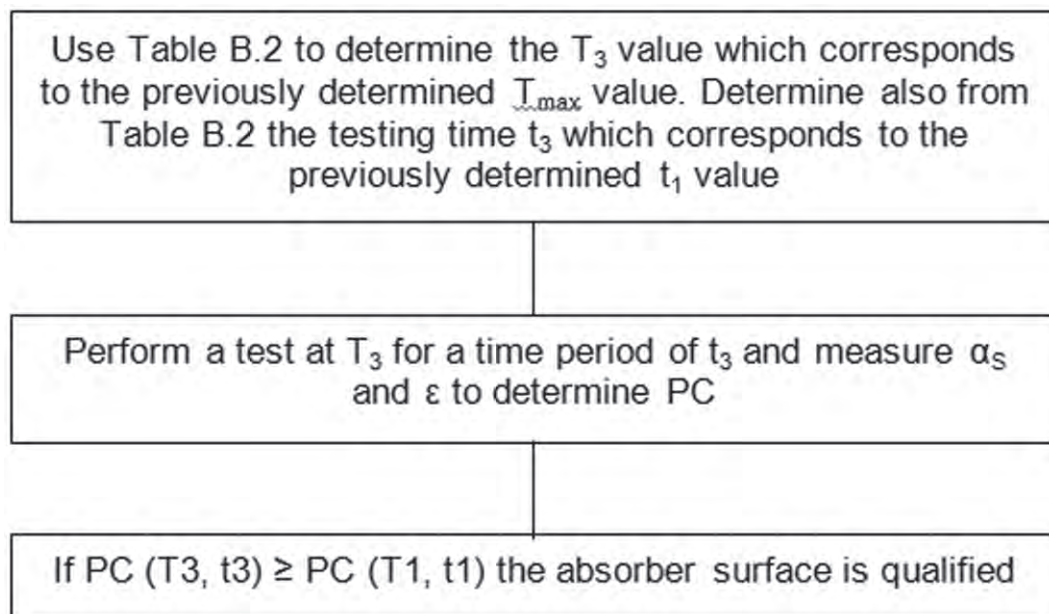 Use Table B.2 to determine the T₃ value which corresponds
to the previously determined T_max value. Determine also from
Table B.2 the testing time t₃ which corresponds to the
previously determined t₁ value
Perform a test at T₃ for a time period of t₃ and measure α_S
and ε to determine PC
If PC (T3, t3) ≥ PC (T1, t1) the absorber surface is qualified